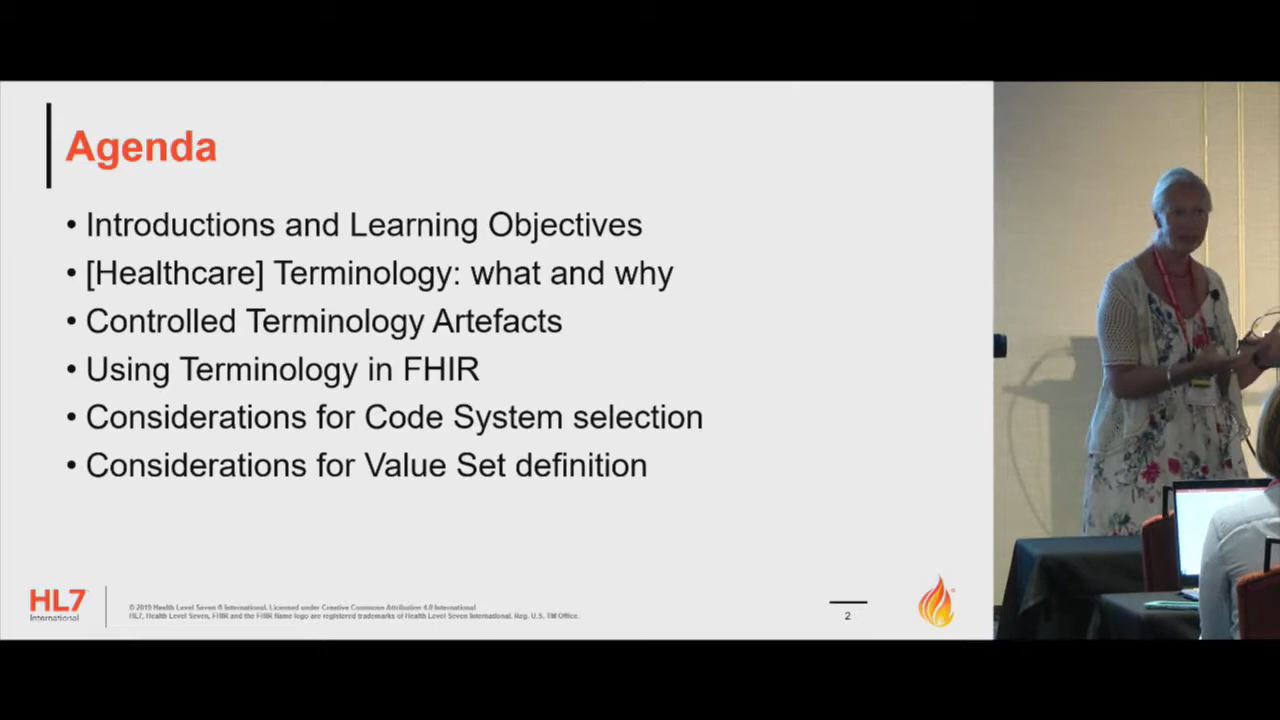 Agenda
• Introductions and Learning Objectives
• [Healthcare] Terminology: what and why
• Controlled Terminology Artefacts
• Using Terminology in FHIR
• Considerations for Code System selection
• Considerations for Value Set definition
HL7
International
© 2019 Health Level Seven ® International. Licensed under Creative Commons Attribution 4.0 International
HL7, Health Level Seven, FHIR and the FHIR flame logo are registered trademarks of Health Level Seven International. Reg. U.S. TM Office.
2
®